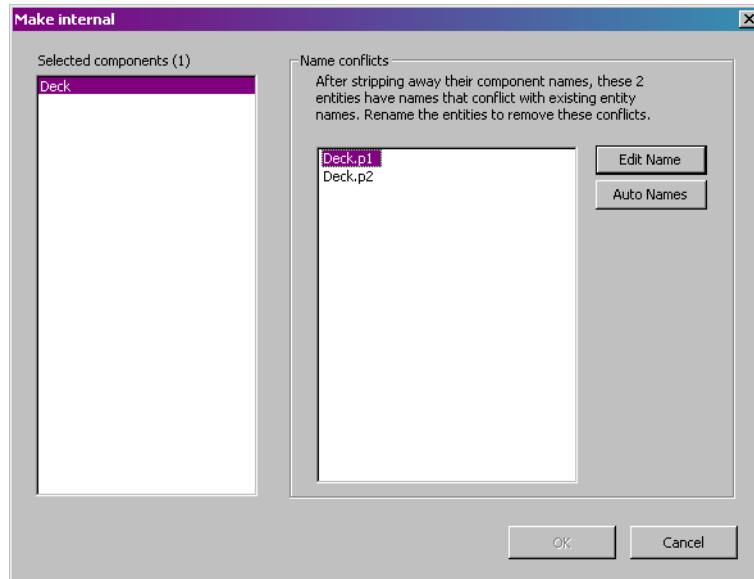 Make internal
Selected components (1)
Deck
Name conflicts
After stripping away their component names, these 2
entities have names that conflict with existing entity
names. Rename the entities to remove these conflicts.
Deck.p1
Deck.p2
Edit Name
Auto Names
OK
Cancel